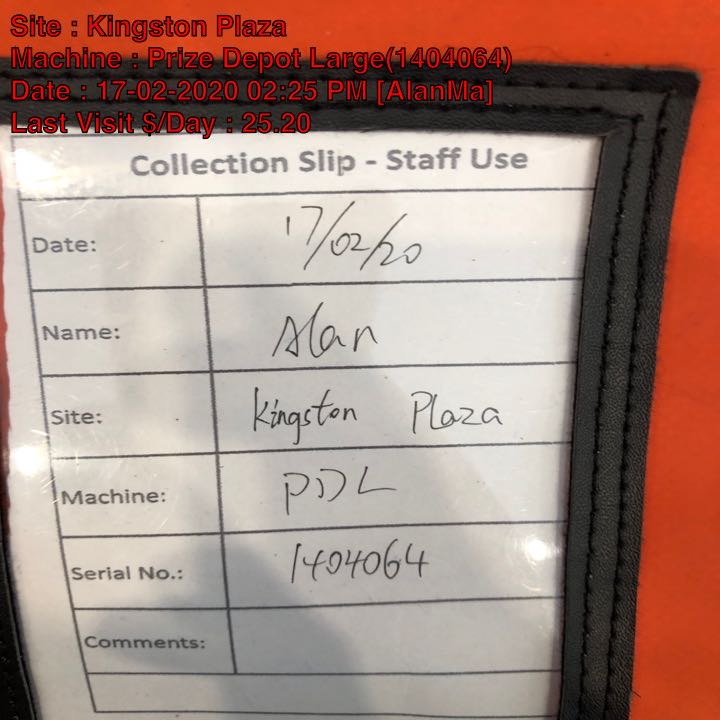 Site : Kingston Plaza
Machine : Prize Depot Large(1404064)
Date : 17-02-2020 02:25 PM [AlanMa]
Last Visit $/Day : 25.20
Collection Slip - Staff Use
Date: 17/02/20
Name: Alan
Site: Kingston Plaza
Machine: PDL
Serial No.: 1404064
Comments: